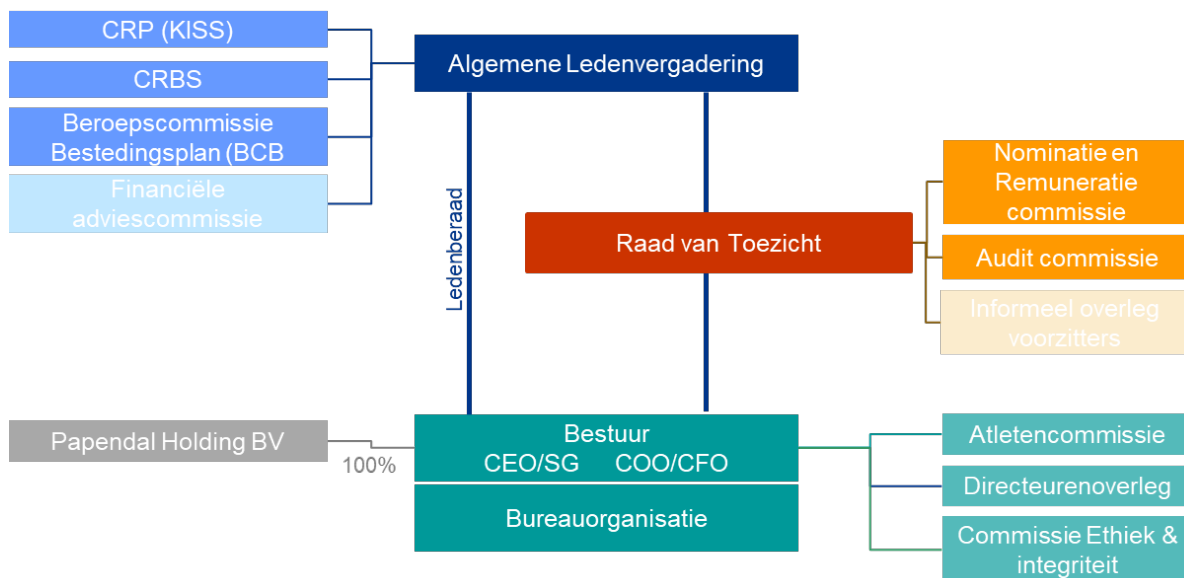 CRP (KISS)
CRBS
Beroepscommissie
Bestedingsplan (BCB
Financiële
adviescommissie
Algemene Ledenvergadering
Ledenberaad
Raad van Toezicht
Nominatie en
Remuneratie
commissie
Audit commissie
Informeel overleg
voorzitters
Papendal Holding BV
100%
Bestuur
CEO/SG COO/CFO
Bureauorganisatie
Atletencommissie
Directeurenoverleg
Commissie Ethiek &
integriteit